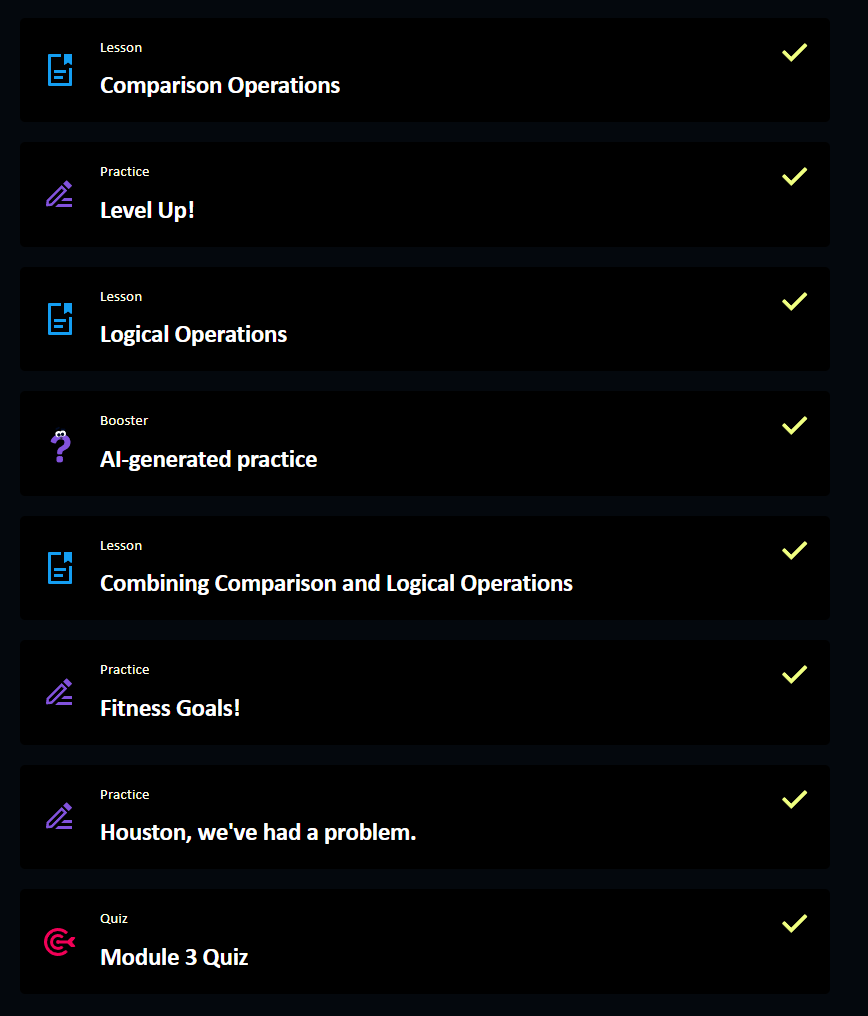 Lesson
Comparison Operations
Practice
Level Up!
Lesson
Logical Operations
Booster
AI-generated practice
Lesson
Combining Comparison and Logical Operations
Practice
Fitness Goals!
Practice
Houston, we've had a problem.
Quiz
Module 3 Quiz